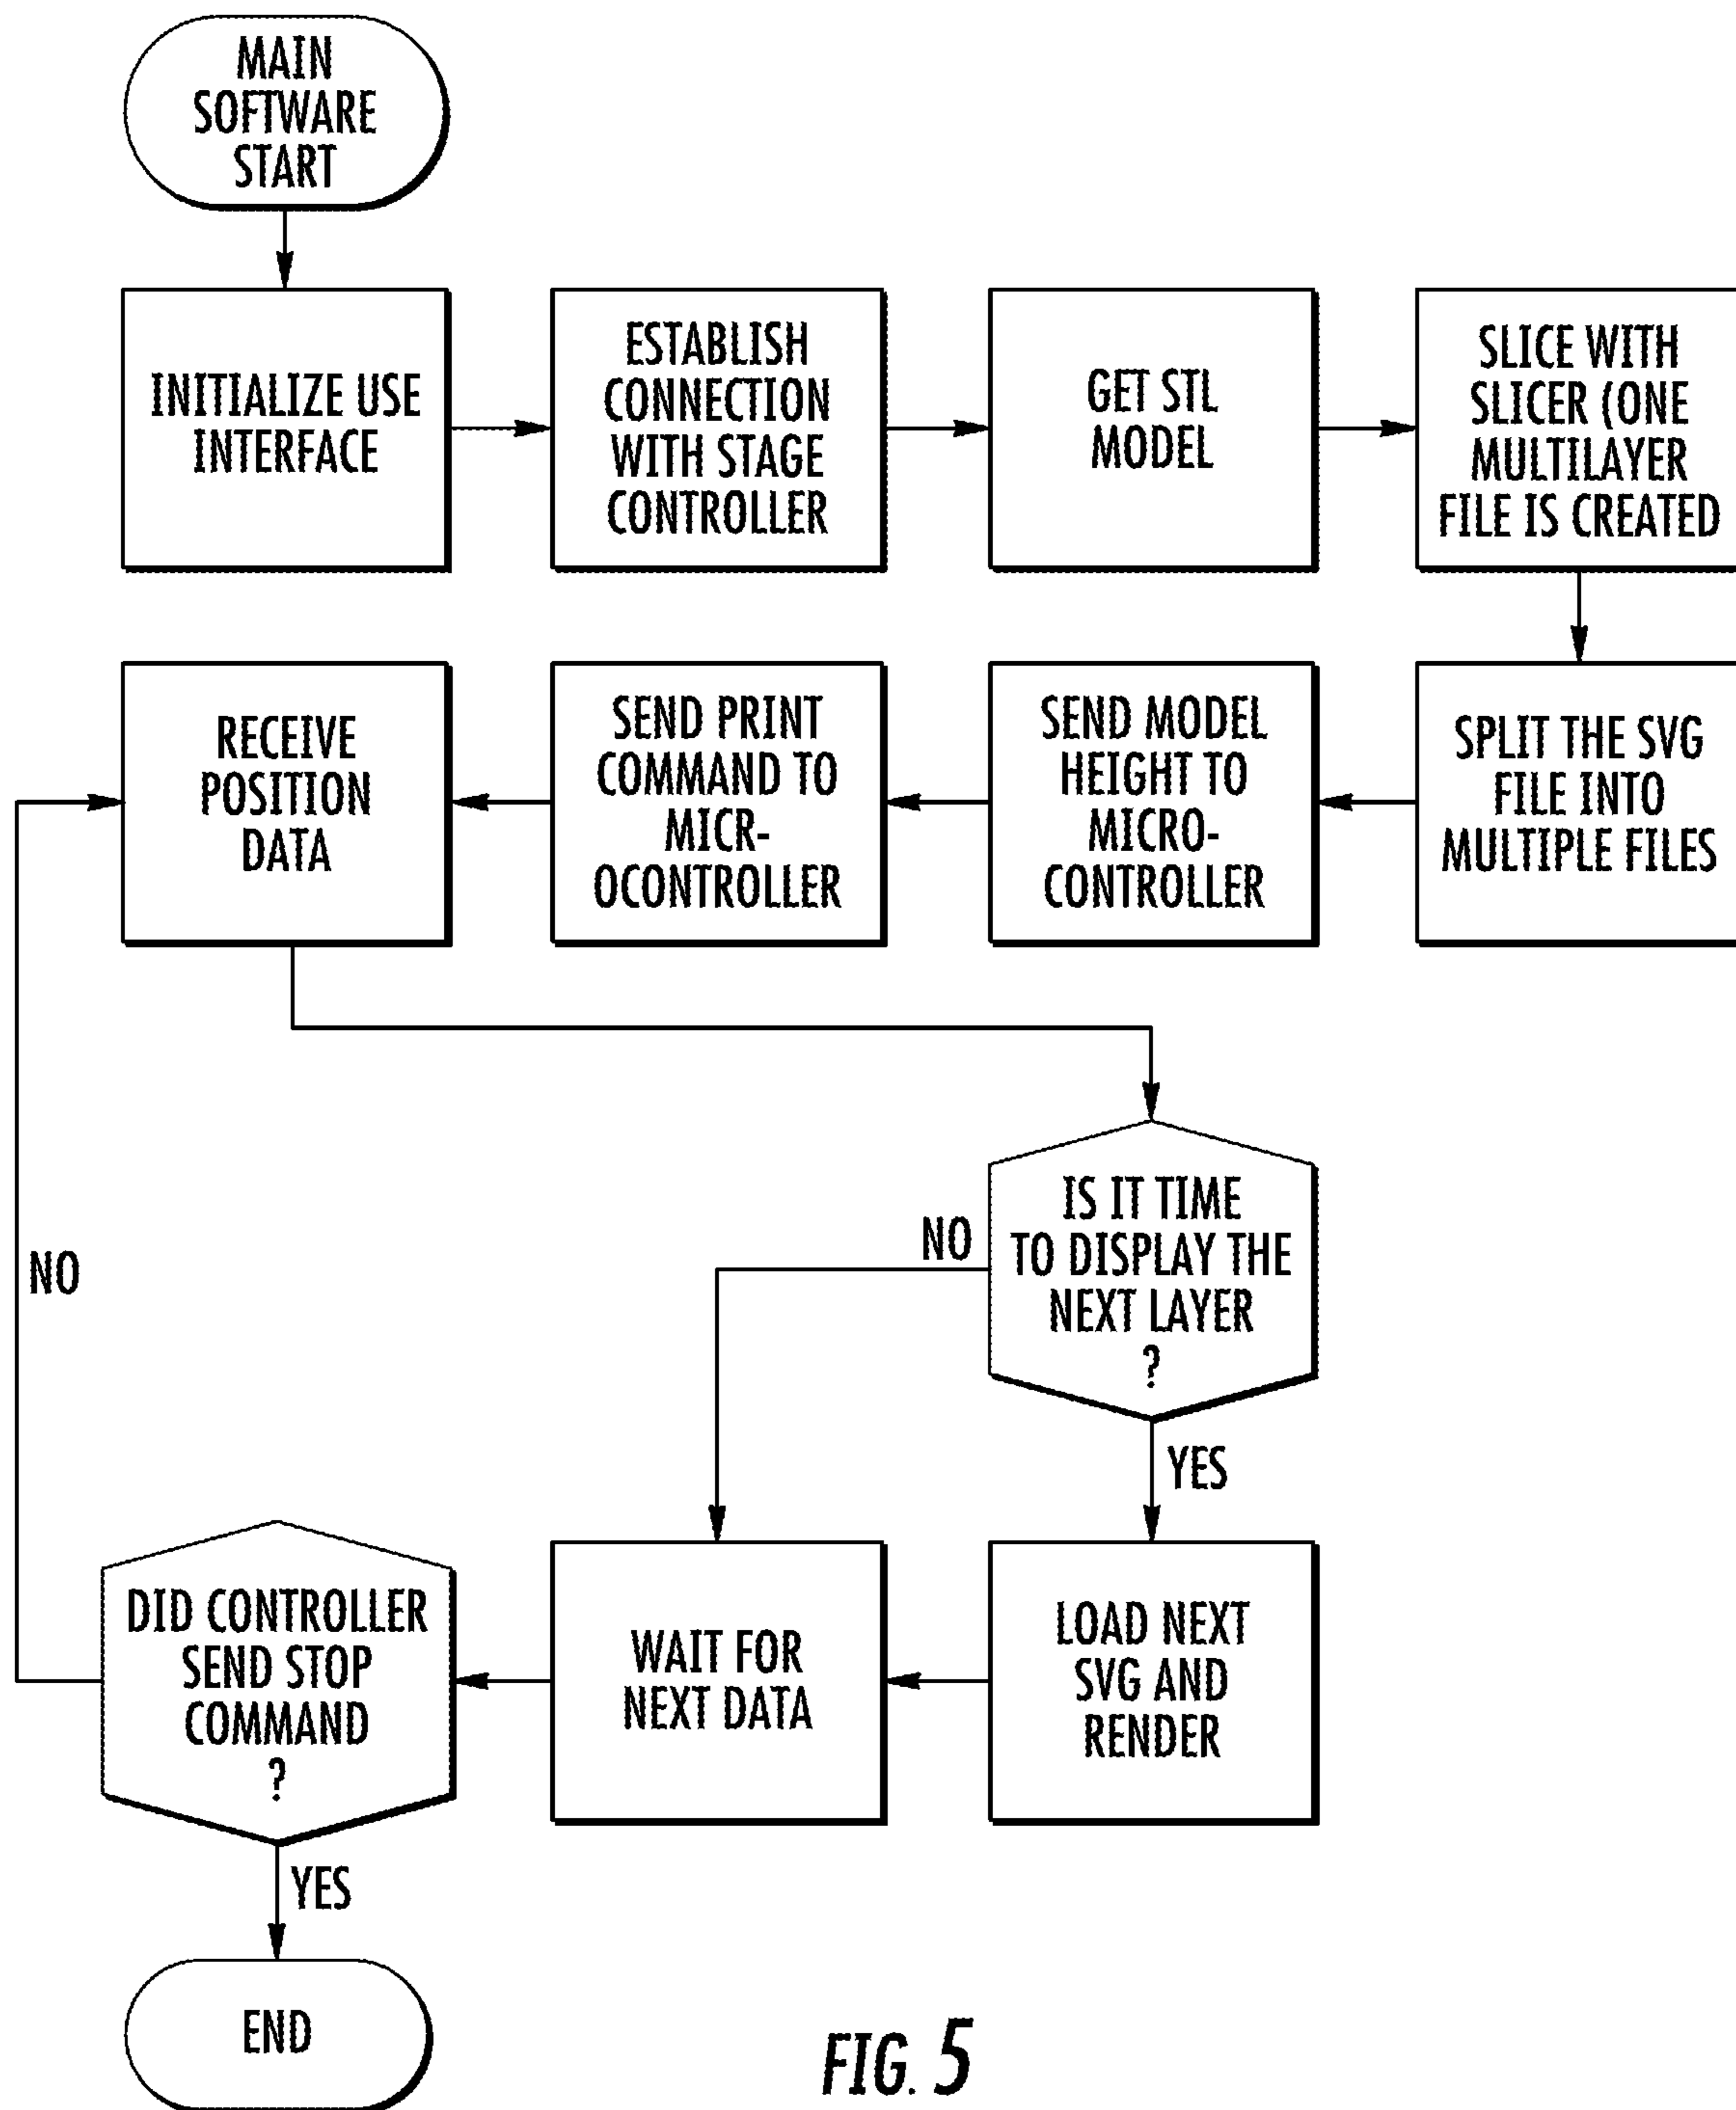 MAIN
SOFTWARE
START
INITIALIZE USE
INTERFACE
ESTABLISH
CONNECTION
WITH STAGE
CONTROLLER
GET STL
MODEL
SLICE WITH
SLICER (ONE
MULTILAYER
FILE IS CREATED
SPLIT THE SVG
FILE INTO
MULTIPLE FILES
SEND MODEL
HEIGHT TO
MICRO-
CONTROLLER
SEND PRINT
COMMAND TO
MICR-
OCONTROLLER
RECEIVE
POSITION
DATA
IS IT TIME
TO DISPLAY THE
NEXT LAYER
?
NO
YES
LOAD NEXT
SVG AND
RENDER
WAIT FOR
NEXT DATA
DID CONTROLLER
SEND STOP
COMMAND
?
NO
YES
END
FIG. 5